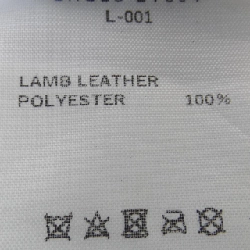 L-001
LAMB LEATHER
POLYESTER 100%